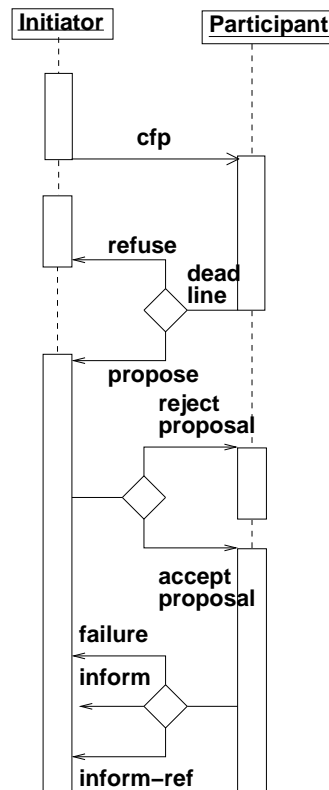 Initiator
Participant
cfp
refuse
dead
line
propose
reject
proposal
accept
proposal
failure
inform
inform-ref